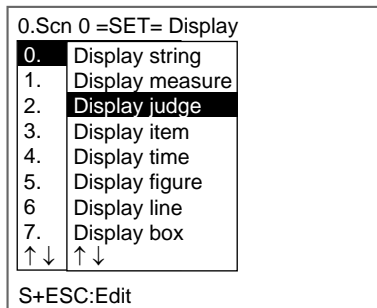 0.Scn 0 =SET= Display
0. Display string
1. Display measure
2. Display judge
3. Display item
4. Display time
5. Display figure
6 Display line
7. Display box
↑↓ ↑↓
S+ESC:Edit